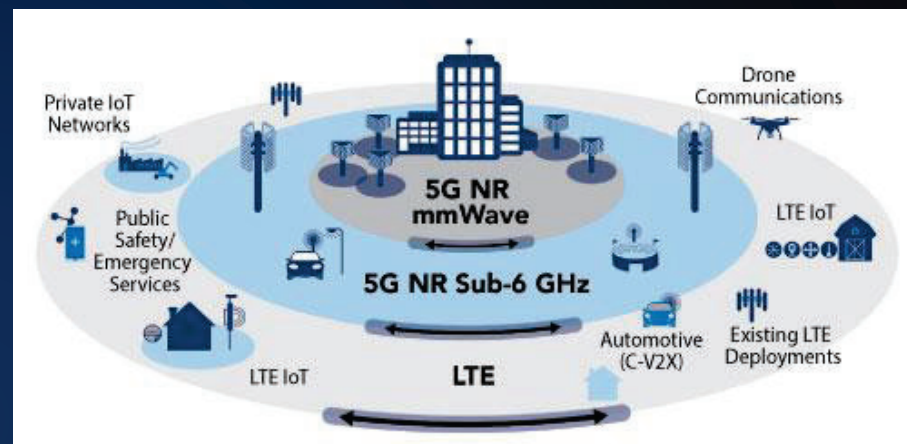 Private IoT
Networks
Drone
Communications
5G NR
mmWave
Public
Safety/
Emergency
Services
LTE IoT
5G NR Sub-6 GHz
Automotive
(C-V2X)
Existing LTE
Deployments
LTE IoT
LTE